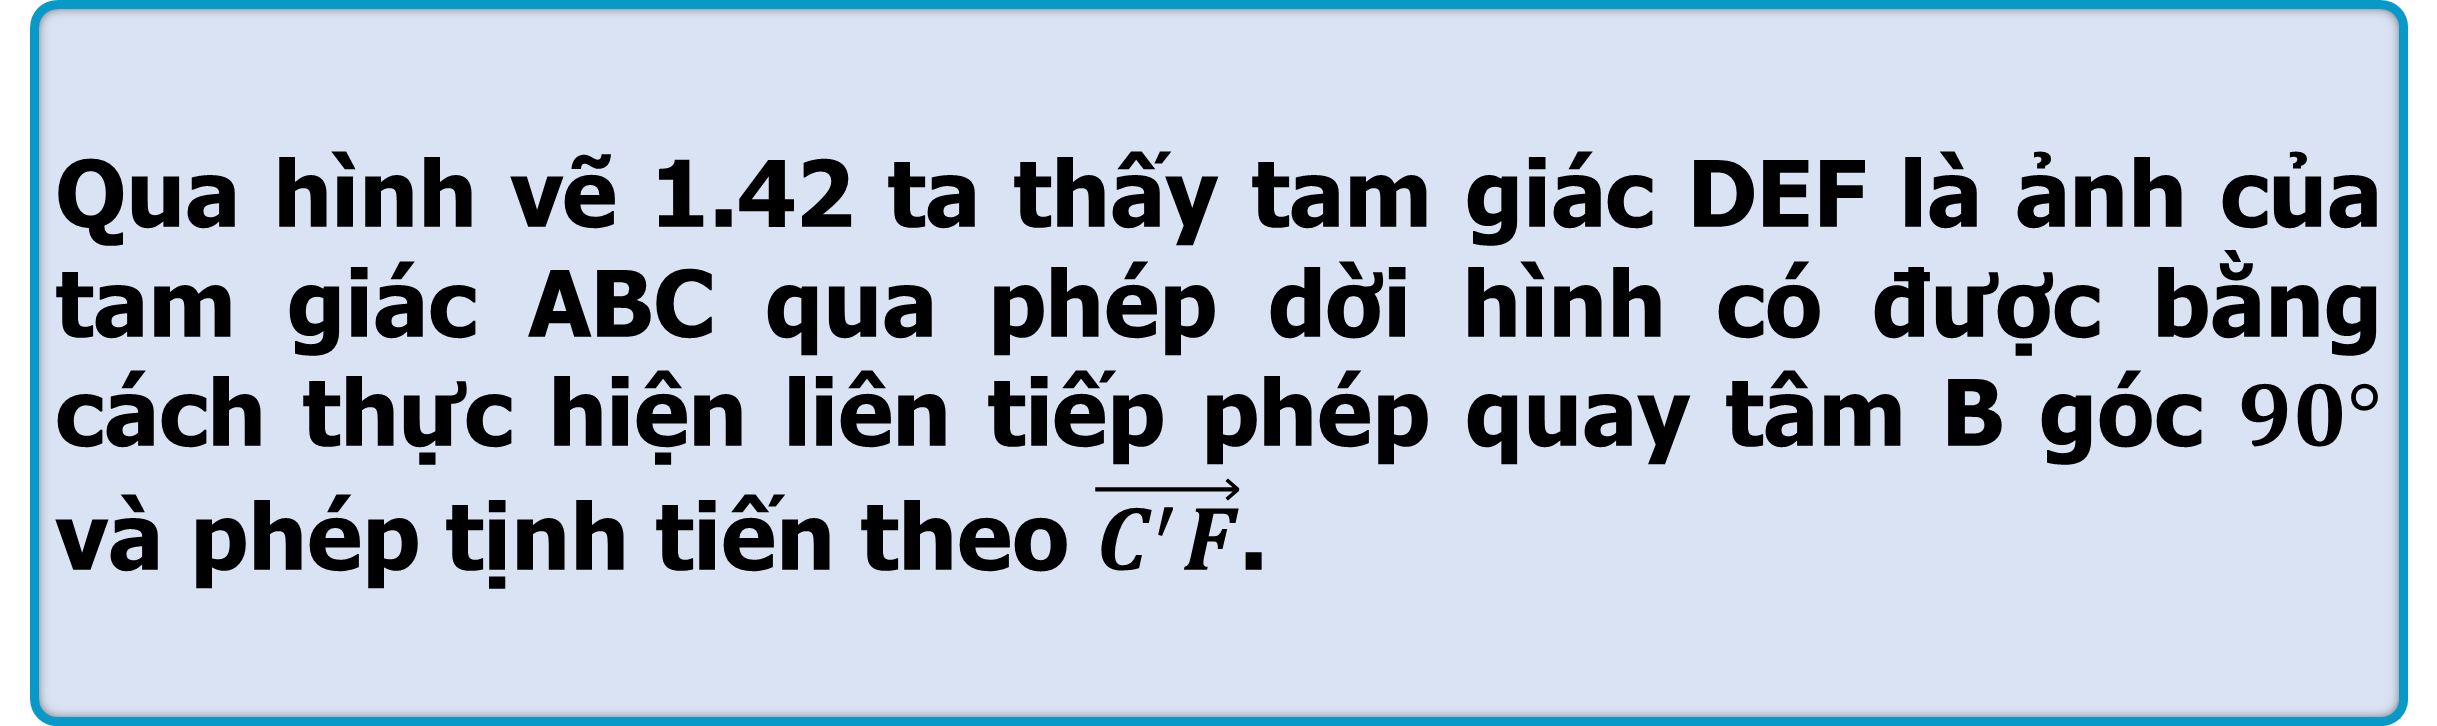 Qua hình vẽ 1.42 ta thấy tam giác DEF là ảnh của
tam giác ABC qua phép dời hình có được bằng
cách thực hiện liên tiếp phép quay tâm B góc 90°
và phép tịnh tiến theo $\overrightarrow{C'F}$.